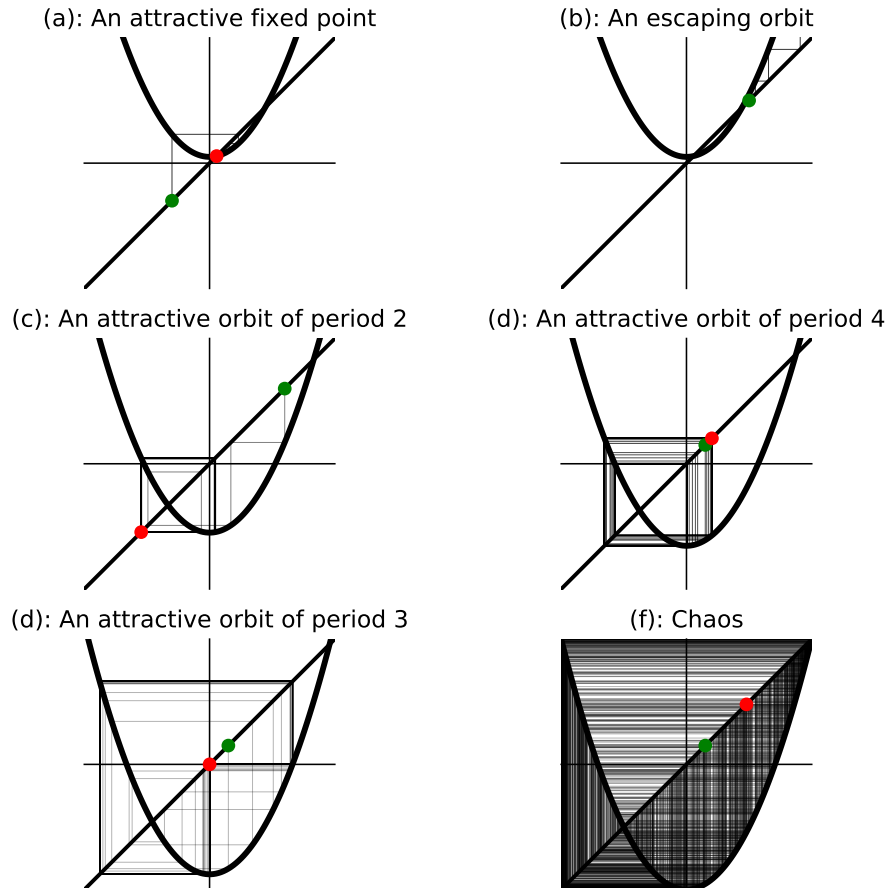 (a): An attractive fixed point
(b): An escaping orbit
(c): An attractive orbit of period 2
(d): An attractive orbit of period 4
(d): An attractive orbit of period 3
(f): Chaos